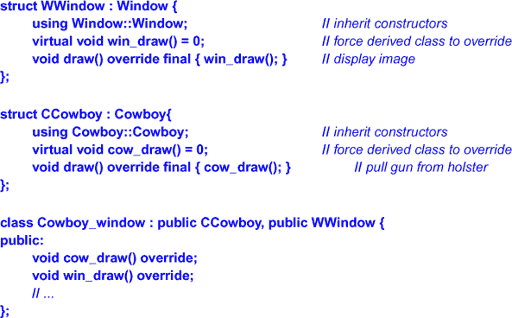 struct WWindow : Window {
using Window::Window; // inherit constructors
virtual void win_draw() = 0; // force derived class to override
void draw() override final { win_draw(); } // display image
};
struct CCowboy : Cowboy{
using Cowboy::Cowboy; // inherit constructors
virtual void cow_draw() = 0; // force derived class to override
void draw() override final { cow_draw(); } // pull gun from holster
};
class Cowboy_window : public CCowboy, public WWindow {
public:
void cow_draw() override;
void win_draw() override;
// ...
};